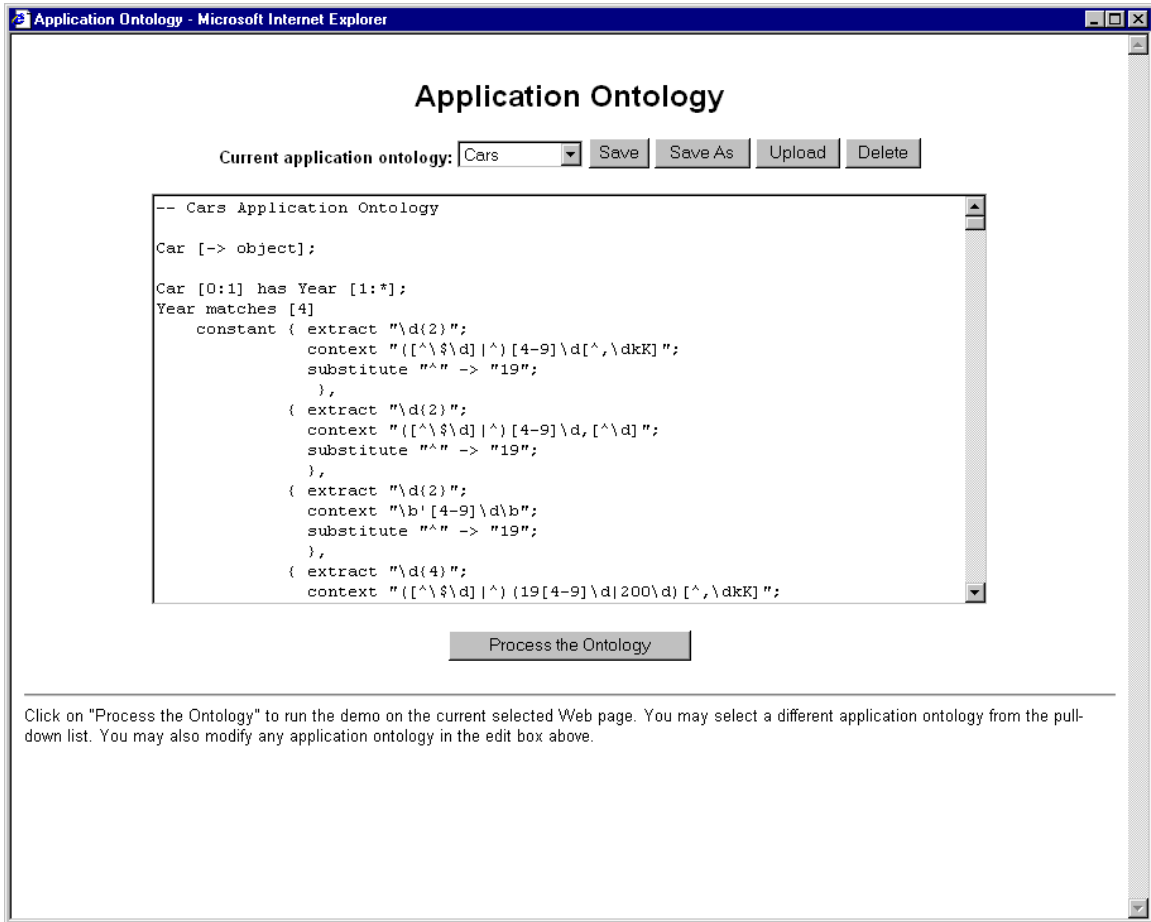 Application Ontology - Microsoft Internet Explorer
Application Ontology
Current application ontology: Cars Save Save As Upload Delete
-- Cars Application Ontology
Car [-> object];
Car [0:1] has Year [1:*];
Year matches [4]
constant { extract "\d{2}";
context "([^\$\d]|^)[4-9]\d[^,\dkK]";
substitute "^" -> "19";
},
{ extract "\d{2}";
context "([^\$\d]|^)[4-9]\d,[^\d]";
substitute "^" -> "19";
},
{ extract "\d{2}";
context "\b'[4-9]\d\b";
substitute "^" -> "19";
},
{ extract "\d{4}";
context "([^\$\d]|^)(19[4-9]\d|200\d)[^,\dkK]";
Process the Ontology
Click on "Process the Ontology" to run the demo on the current selected Web page. You may select a different application ontology from the pull-
down list. You may also modify any application ontology in the edit box above.